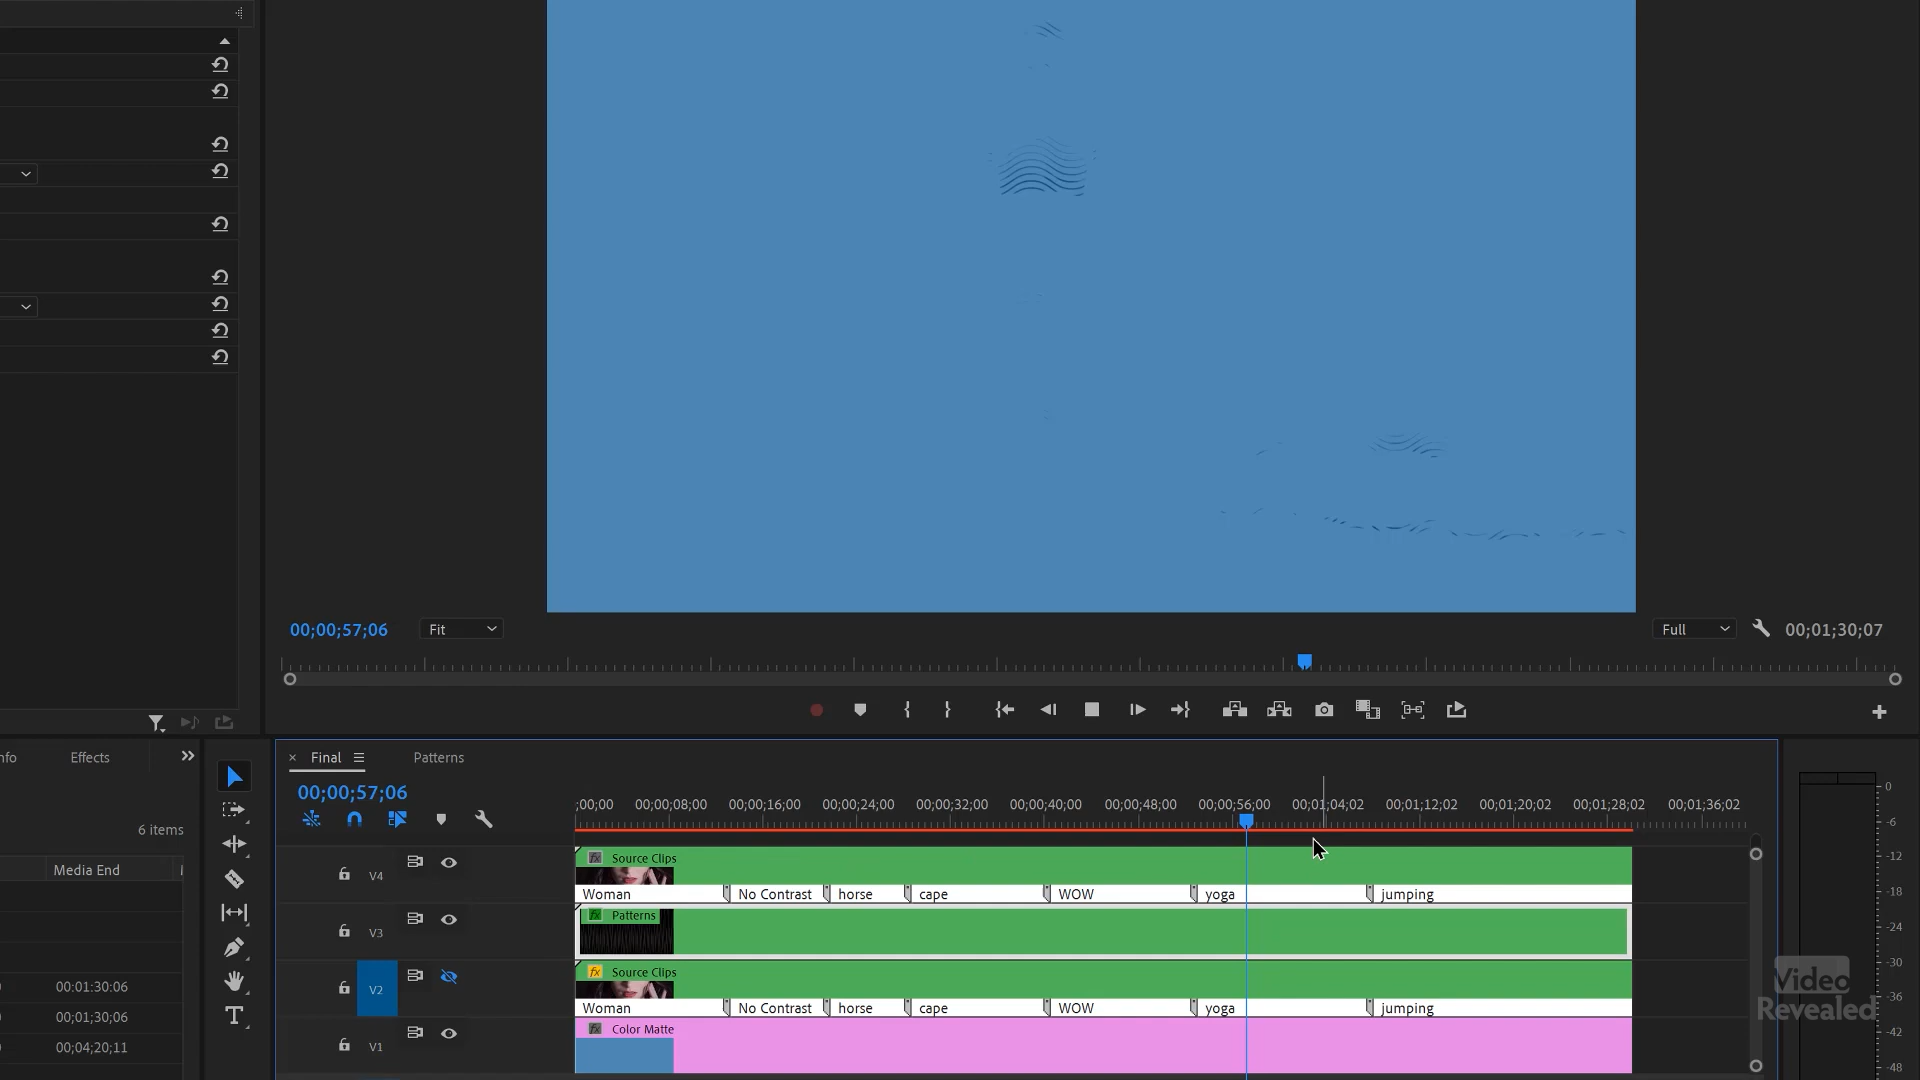 00;00;57;06
Fit
Full
00;01;30;07
nfo
Effects
Final
Patterns
00;00;57;06
6 items
Media End
;00;00
00;00;08;00
00;00;16;00
00;00;24;00
00;00;32;00
00;00;40;00
00;00;48;00
00;00;56;00
00;01;04;02
00;01;12;02
00;01;20;02
00;01;28;02
00;01;36;02
V4
fx Source Clips
Woman
No Contrast
horse
cape
WOW
yoga
jumping
V3
fx Patterns
V2
fx Source Clips
Woman
No Contrast
horse
cape
WOW
yoga
jumping
V1
fx Color Matte
00:01:30:06
00;01;30;06
00;04;20;11
T
0
-6
-12
-18
-24
-30
-36
-42
-48
Video
Revealed